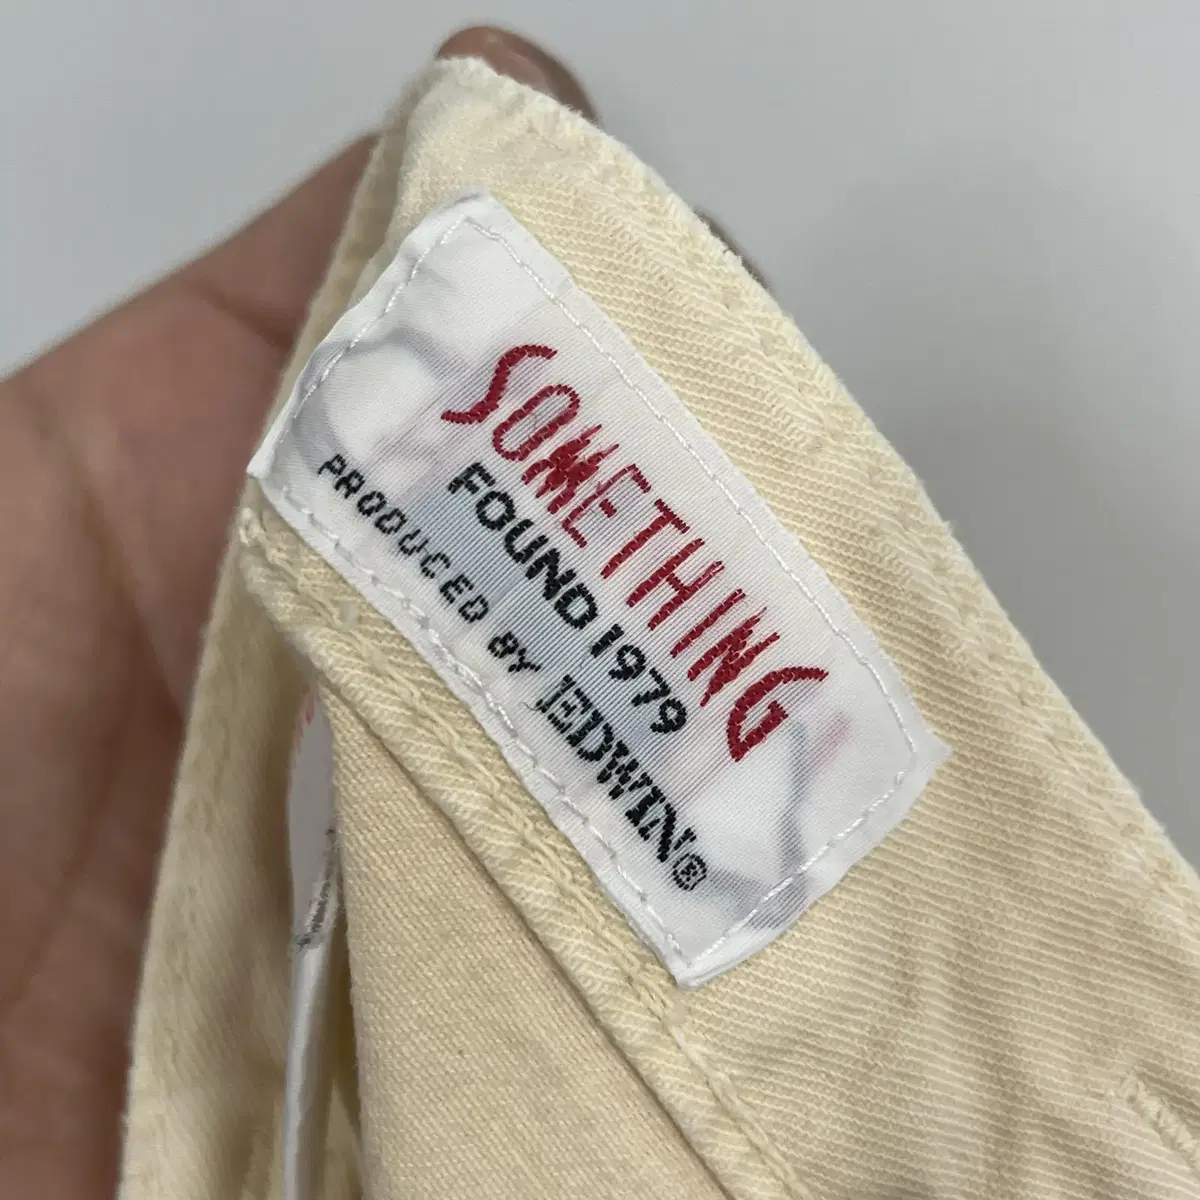 SOMETHING
FOUND 1979
PRODUCED BY EDWIN®